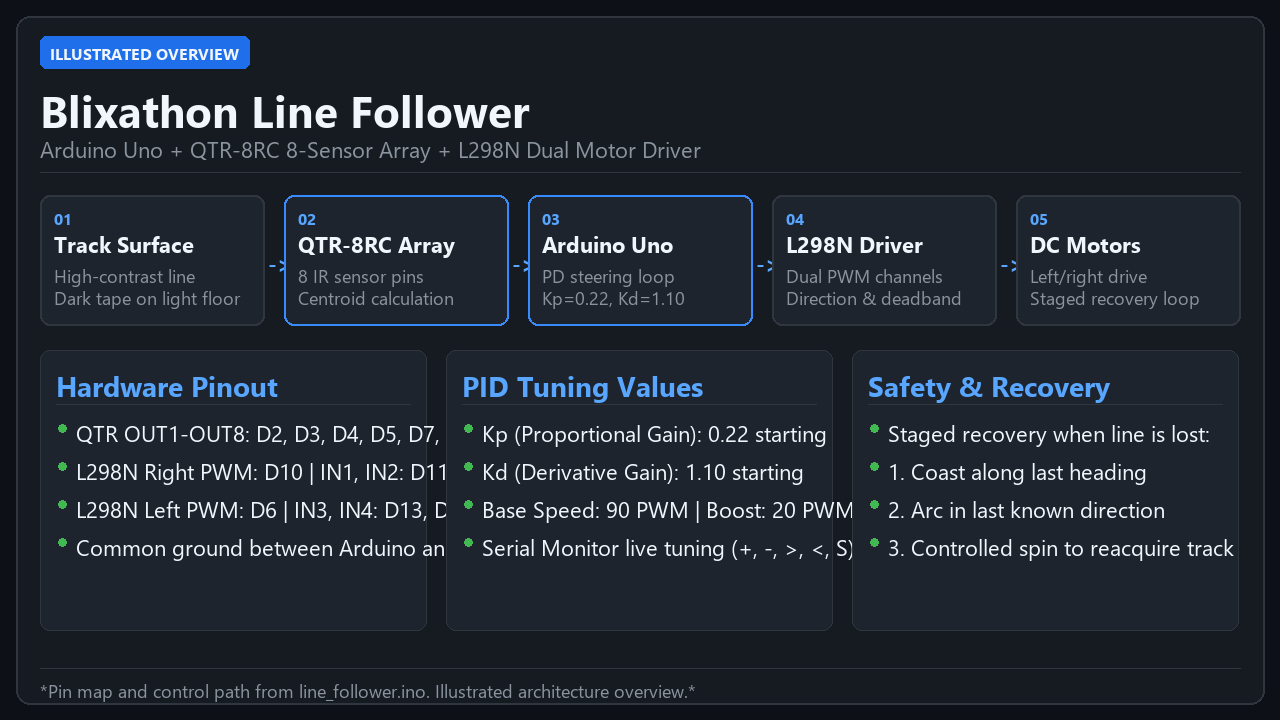 ILLUSTRATED OVERVIEW
Blixathon Line Follower
Arduino Uno + QTR-8RC 8-Sensor Array + L298N Dual Motor Driver
01
Track Surface
High-contrast line
Dark tape on light floor
->
02
QTR-8RC Array
8 IR sensor pins
Centroid calculation
->
03
Arduino Uno
PD steering loop
Kp=0.22, Kd=1.10
->
04
L298N Driver
Dual PWM channels
Direction & deadband
->
05
DC Motors
Left/right drive
Staged recovery loop
Hardware Pinout
QTR OUT1-OUT8: D2, D3, D4, D5, D7,
L298N Right PWM: D10 | IN1, IN2: D11
L298N Left PWM: D6 | IN3, IN4: D13,
Common ground between Arduino
PID Tuning Values
Kp (Proportional Gain): 0.22 starting
Kd (Derivative Gain): 1.10 starting
Base Speed: 90 PWM | Boost: 20 PWM
Serial Monitor live tuning (+, -, >, <, S)
Safety & Recovery
Staged recovery when line is lost:
1. Coast along last heading
2. Arc in last known direction
3. Controlled spin to reacquire track
*Pin map and control path from line_follower.ino. Illustrated architecture overview.*